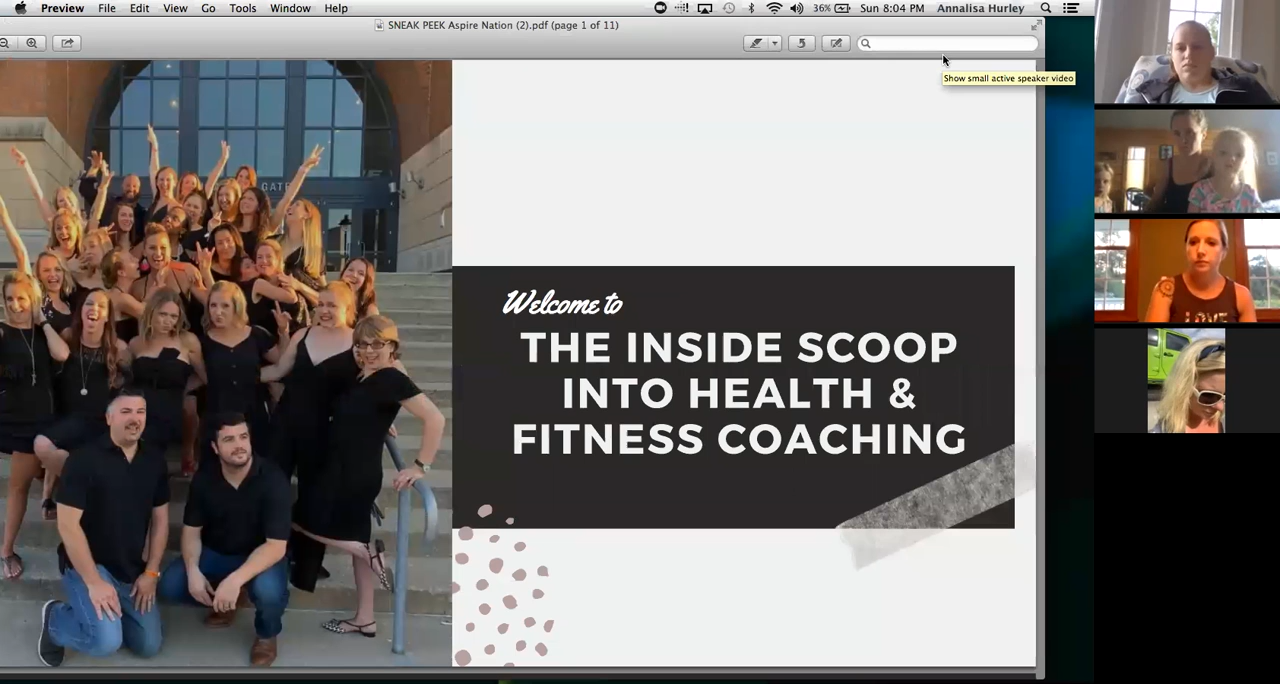 Preview File Edit View Go Tools Window Help 36% Sun 8:04 PM Annalisa Hurley
SNEAK PEEK Aspire Nation (2).pdf (page 1 of 11)
Show small active speaker video
GATE
Welcome to
THE INSIDE SCOOP
INTO HEALTH &
FITNESS COACHING
LOVE